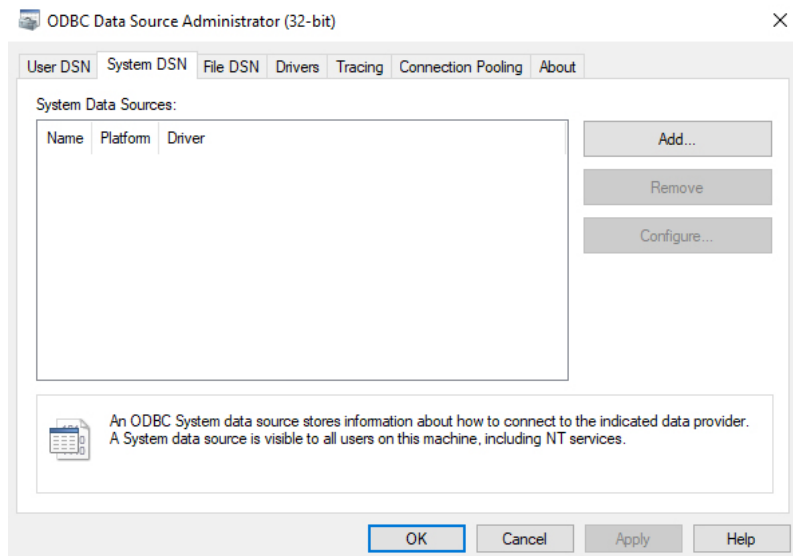 ODBC Data Source Administrator (32-bit)
User DSN System DSN File DSN Drivers Tracing Connection Pooling About
System Data Sources:
Name Platform Driver
Add...
Remove
Configure...
An ODBC System data source stores information about how to connect to the indicated data provider.
A System data source is visible to all users on this machine, including NT services.
OK Cancel Apply Help